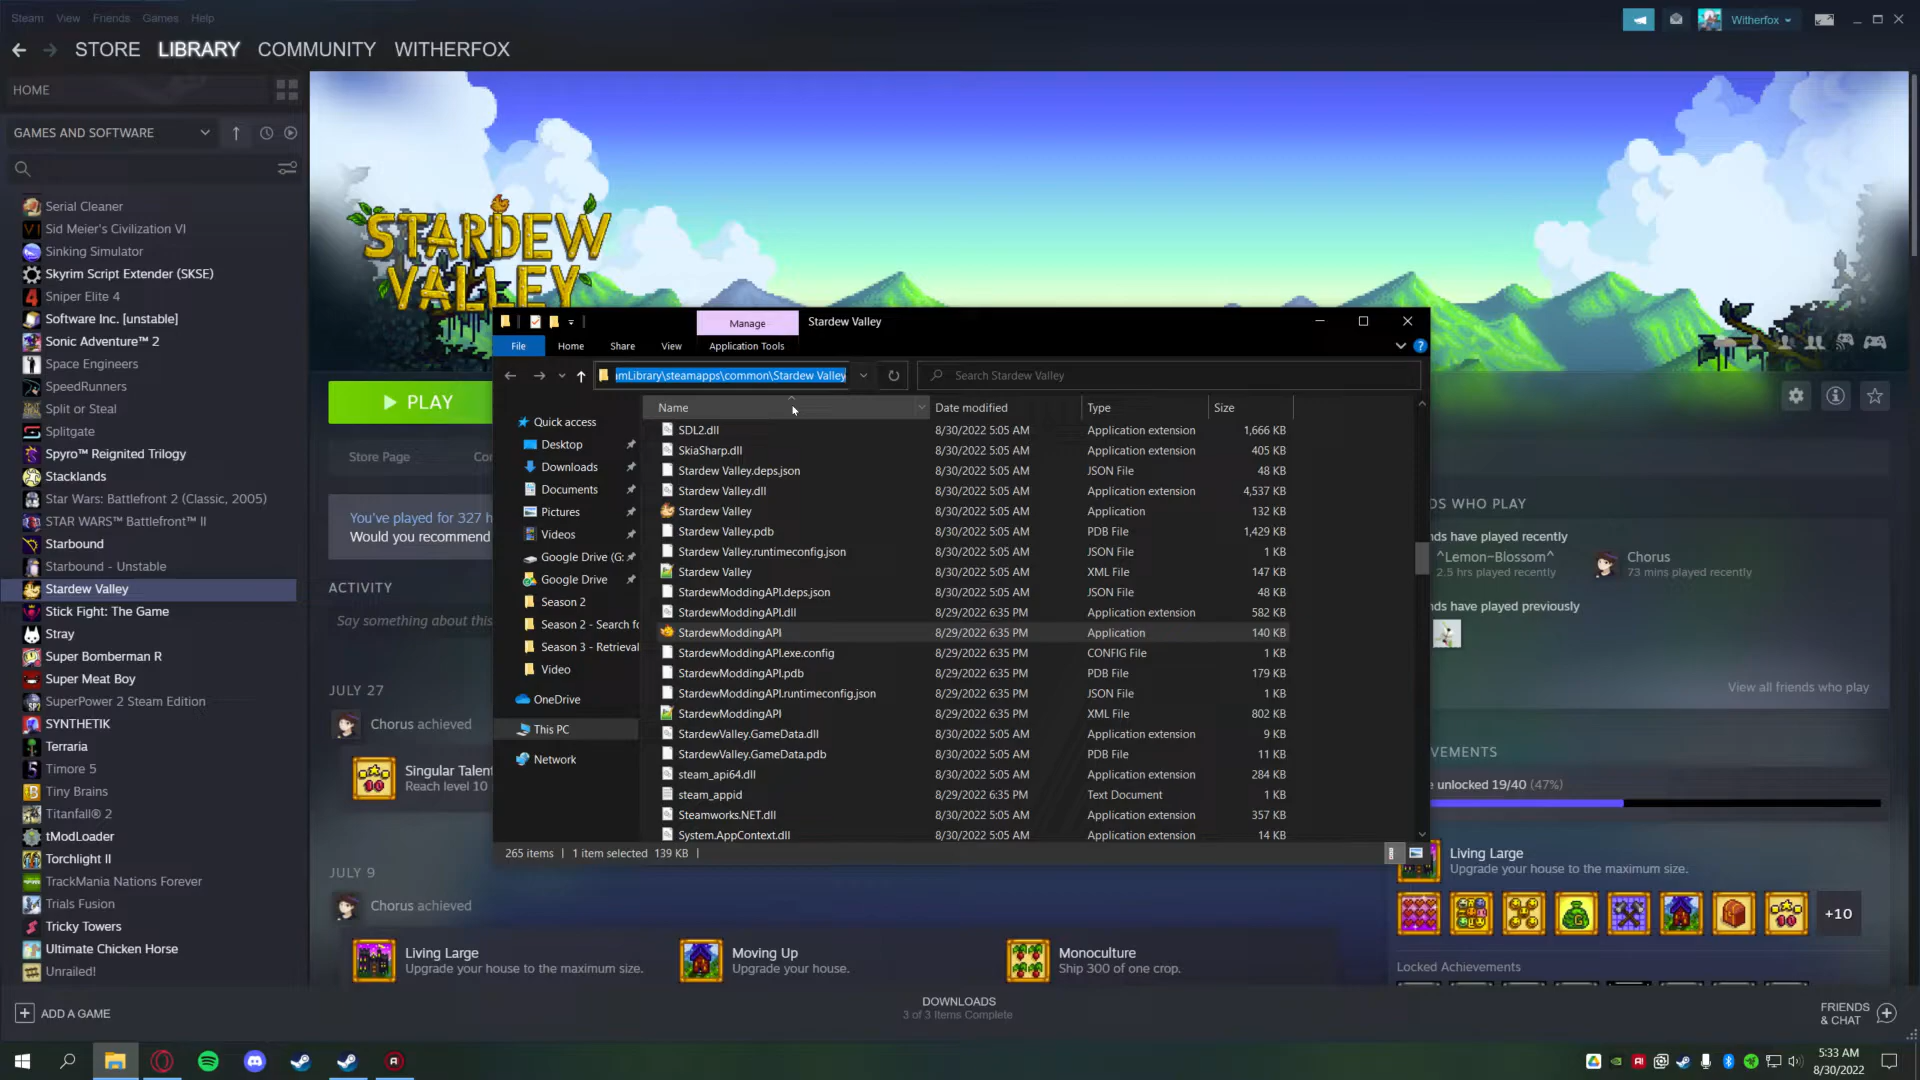 Steam View Friends Games Help
Witherfox
STORE LIBRARY COMMUNITY WITHERFOX
HOME
GAMES AND SOFTWARE
Serial Cleaner
Sid Meier's Civilization VI
Sinking Simulator
Skyrim Script Extender (SKSE)
Sniper Elite 4
Software Inc. [unstable]
Sonic Adventure™ 2
Space Engineers
SpeedRunners
Split or Steal
Splitgate
Spyro™ Reignited Trilogy
Stacklands
Star Wars: Battlefront 2 (Classic, 2005)
STAR WARS™ Battlefront™ II
Starbound
Starbound - Unstable
Stardew Valley
Stick Fight: The Game
Stray
Super Bomberman R
Super Meat Boy
SuperPower 2 Steam Edition
SYNTHETIK
Terraria
Timore 5
Tiny Brains
Titanfall® 2
tModLoader
Torchlight II
TrackMania Nations Forever
Trials Fusion
Tricky Towers
Ultimate Chicken Horse
Unrailed!
ADD A GAME
STARDEW
VALLEY
PLAY
Store Page Co
You've played for 327 h
Would you recommend
ACTIVITY
Say something about this
JULY 27
Chorus achieved
Singular Talent
Reach level 10
JULY 9
Chorus achieved
Living Large
Upgrade your house to the maximum size.
Moving Up
Upgrade your house.
Monoculture
Ship 300 of one crop.
Manage Stardew Valley
File Home Share View Application Tools
amLibrary\steamapps\common\Stardew Valley
Search Stardew Valley
Quick access
Desktop
Downloads
Documents
Pictures
Videos
Google Drive (G:
Google Drive
Season 2
Season 2 - Search fo
Season 3 - Retrieval
Video
OneDrive
This PC
Network
Name Date modified Type Size
SDL2.dll 8/30/2022 5:05 AM Application extension 1,666 KB
SkiaSharp.dll 8/30/2022 5:05 AM Application extension 405 KB
Stardew Valley.deps.json 8/30/2022 5:05 AM JSON File 48 KB
Stardew Valley.dll 8/30/2022 5:05 AM Application extension 4,537 KB
Stardew Valley 8/30/2022 5:05 AM Application 132 KB
Stardew Valley.pdb 8/30/2022 5:05 AM PDB File 1,429 KB
Stardew Valley.runtimeconfig.json 8/30/2022 5:05 AM JSON File 1 KB
Stardew Valley 8/30/2022 5:05 AM XML File 147 KB
StardewModdingAPI.deps.json 8/30/2022 5:05 AM JSON File 48 KB
StardewModdingAPI.dll 8/29/2022 6:35 PM Application extension 582 KB
StardewModdingAPI 8/29/2022 6:35 PM Application 140 KB
StardewModdingAPI.exe.config 8/29/2022 6:35 PM CONFIG File 1 KB
StardewModdingAPI.pdb 8/29/2022 6:35 PM PDB File 179 KB
StardewModdingAPI.runtimeconfig.json 8/29/2022 6:35 PM JSON File 1 KB
StardewModdingAPI 8/29/2022 6:35 PM XML File 802 KB
StardewValley.GameData.dll 8/30/2022 5:05 AM Application extension 9 KB
StardewValley.GameData.pdb 8/30/2022 5:05 AM PDB File 11 KB
steam_api64.dll 8/30/2022 5:05 AM Application extension 284 KB
steam_appid 8/29/2022 6:35 PM Text Document 1 KB
Steamworks.NET.dll 8/30/2022 5:05 AM Application extension 357 KB
System.AppContext.dll 8/30/2022 5:05 AM Application extension 14 KB
265 items 1 item selected 139 KB
DS WHO PLAY
nds have played recently
^Lemon-Blossom^
2.5 hrs played recently
Chorus
73 mins played recently
nds have played previously
View all friends who play
VEMENTS
e unlocked 19/40 (47%)
Living Large
Upgrade your house to the maximum size.
+10
Locked Achievements
DOWNLOADS
3 of 3 Items Complete
FRIENDS
& CHAT
5:33 AM
8/30/2022